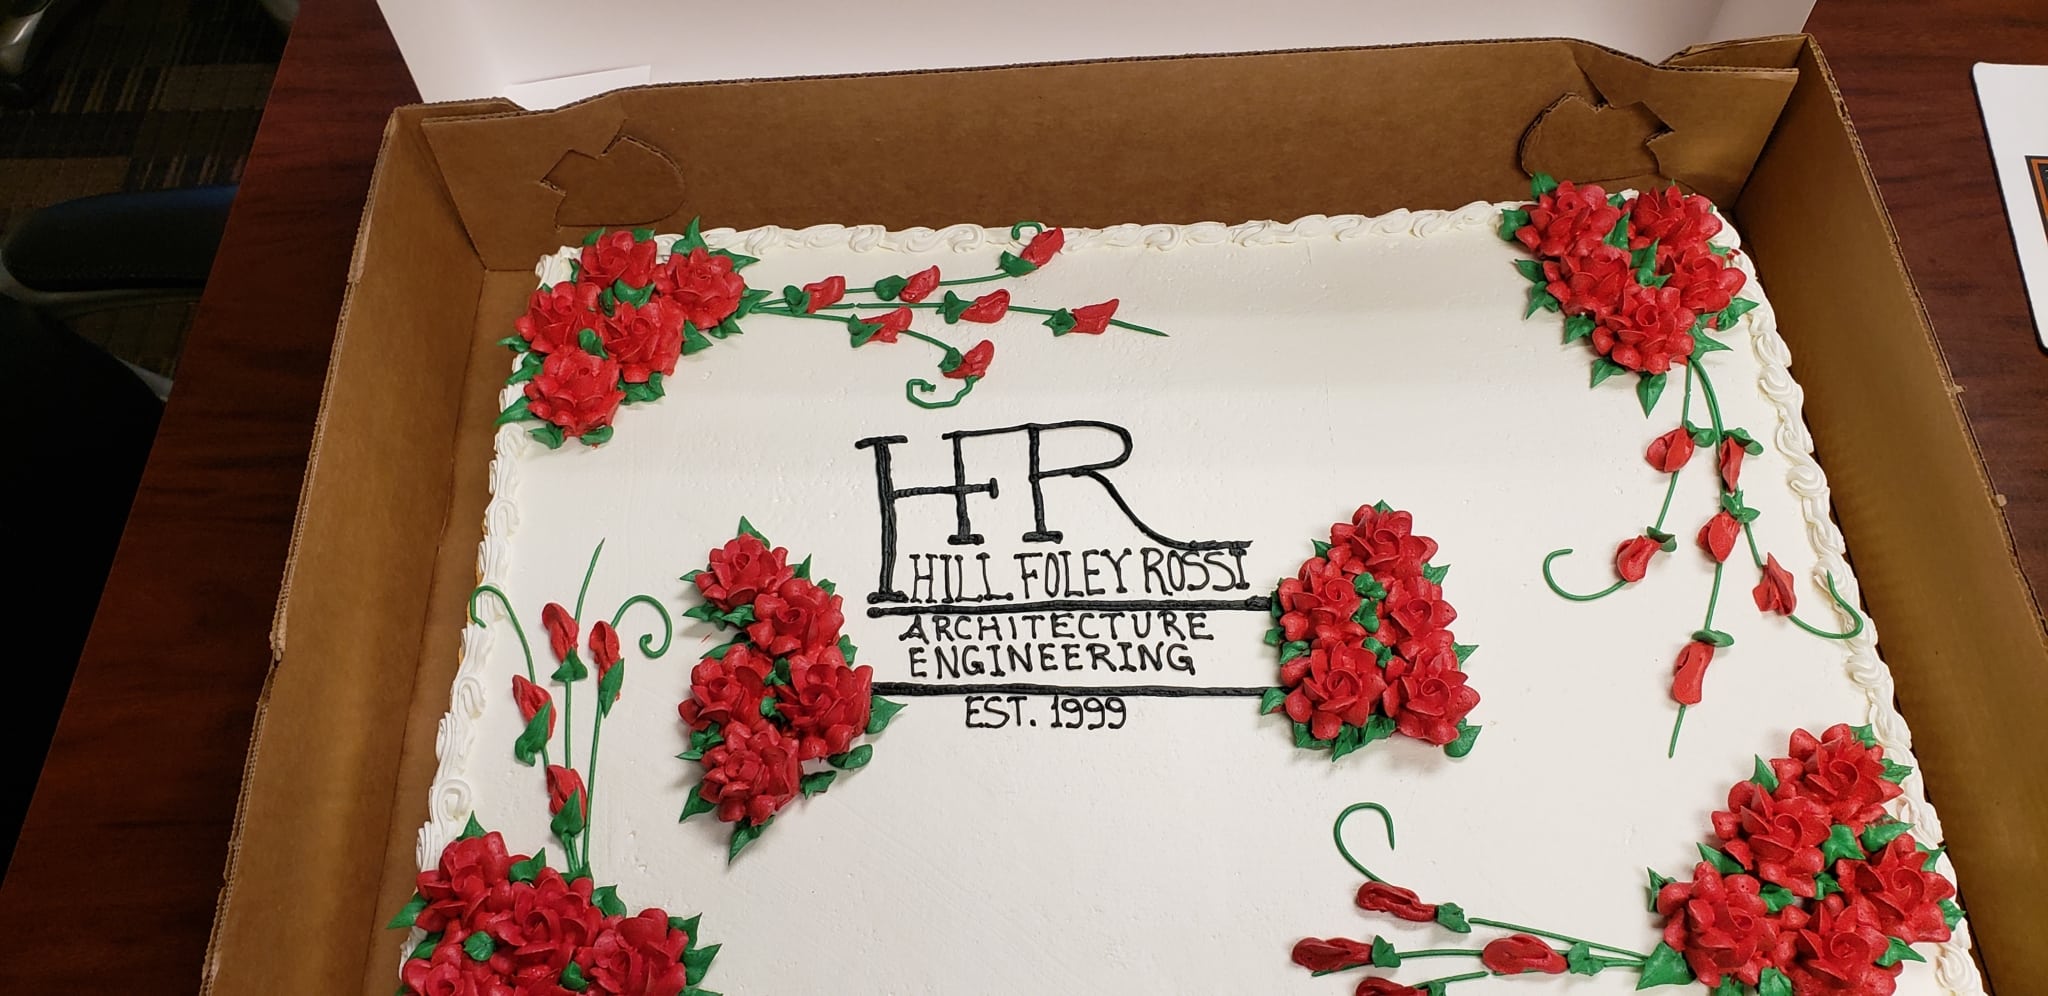 HFR
HILL FOLEY ROSSI
ARCHITECTURE
ENGINEERING
EST. 1999